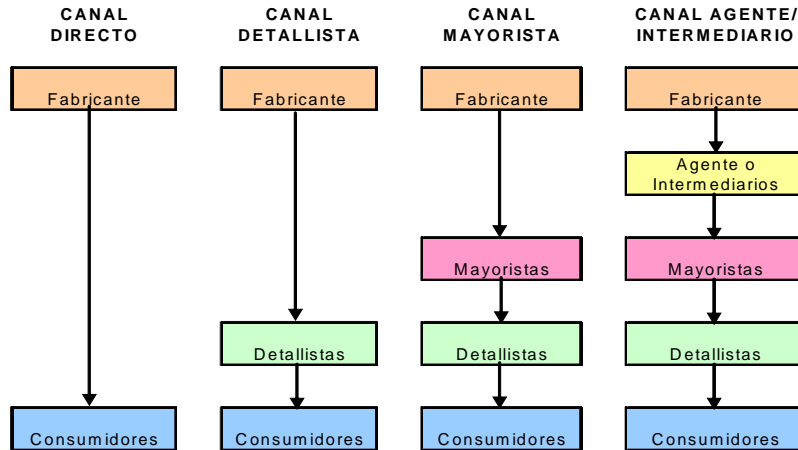 CANAL
DIRECTO
CANAL
DETALLISTA
CANAL
MAYORISTA
CANAL AGENTE/
INTERMEDIARIO
Fabricante
Fabricante
Fabricante
Fabricante
Agente o
Intermediarios
Mayoristas
Mayoristas
Detallistas
Detallistas
Detallistas
Consumidores
Consumidores
Consumidores
Consumidores